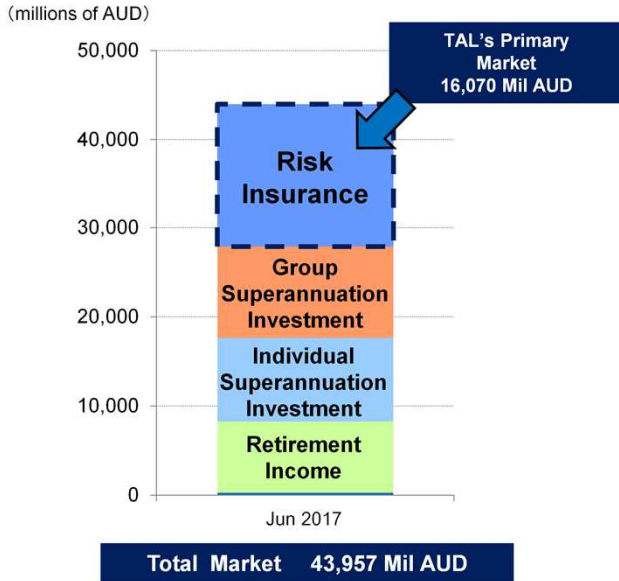 （millions of AUD）
TAL's Primary
Market
16,070 Mil AUD
50,000
40,000
30,000
20,000
10,000
0
Risk
Insurance
Group
Superannuation
Investment
Individual
Superannuation
Investment
Retirement
Income
Jun 2017
Total Market 43,957 Mil AUD